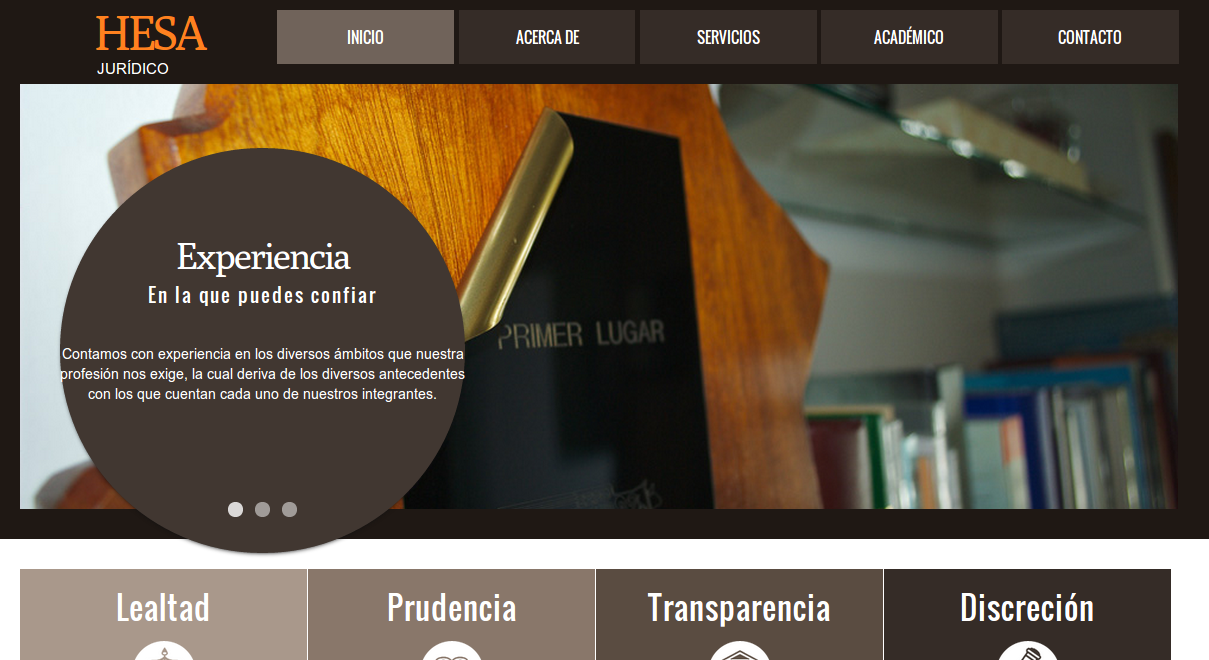 HESA
JURÍDICO
INICIO
ACERCA DE
SERVICIOS
ACADÉMICO
CONTACTO
Experiencia
En la que puedes confiar
Contamos con experiencia en los diversos ámbitos que nuestra
profesión nos exige, la cual deriva de los diversos antecedentes
con los que cuentan cada uno de nuestros integrantes.
PRIMER LUGAR
Lealtad
Prudencia
Transparencia
Discreción